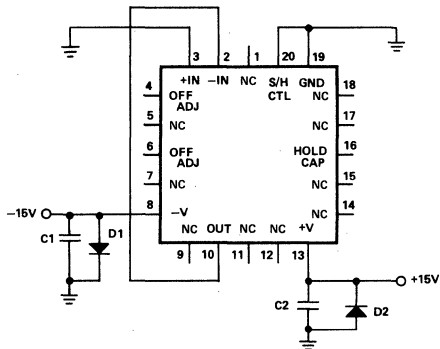 3 2 1 20 19
+IN −IN NC S/H CTL GND
4 OFF ADJ
NC 18
5 NC
NC 17
6 OFF ADJ
HOLD CAP 16
7 NC
NC 15
−15V 8 −V
NC 14
C1 D1
NC OUT NC NC +V
9 10 11 12 13
+15V
C2 D2